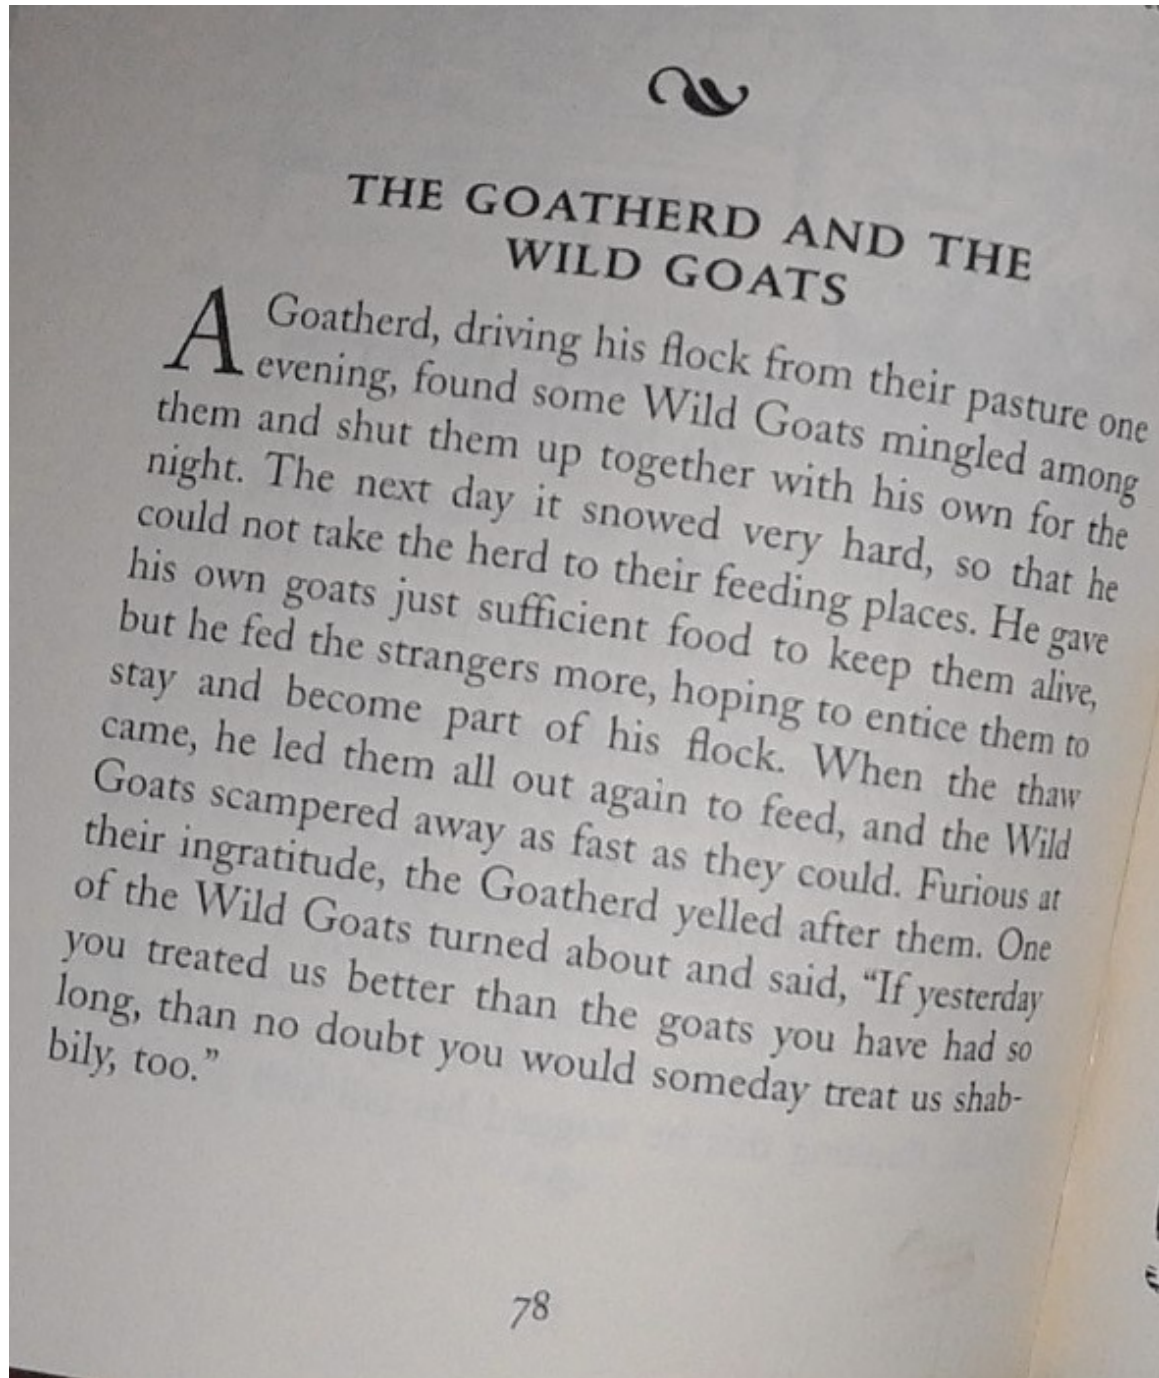 THE GOATHERD AND THE
WILD GOATS
A Goatherd, driving his flock from their pasture one
evening, found some Wild Goats mingled among
them and shut them up together with his own for the
night. The next day it snowed very hard, so that he
could not take the herd to their feeding places. He gave
his own goats just sufficient food to keep them alive,
but he fed the strangers more, hoping to entice them to
stay and become part of his flock. When the thaw
came, he led them all out again to feed, and the Wild
Goats scampered away as fast as they could. Furious at
their ingratitude, the Goatherd yelled after them. One
of the Wild Goats turned about and said, “If yesterday
you treated us better than the goats you have had so
long, than no doubt you would someday treat us shab-
bily, too.”
78